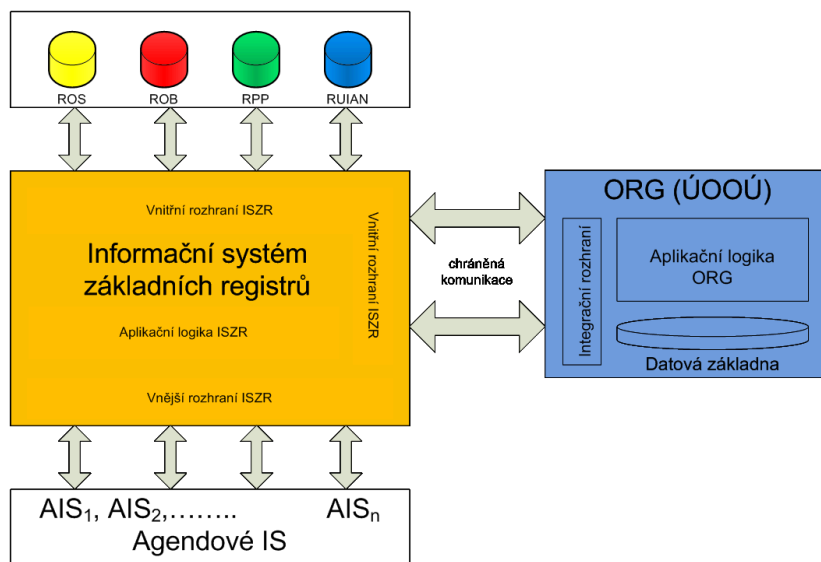 ROS ROB RPP RUIAN
Vnitřní rozhraní ISZR
Informační systém
základních registrů
Aplikační logika ISZR
Vnější rozhraní ISZR
Vnitřní rozhraní ISZR
chráněná
komunikace
ORG (ÚOOÚ)
Integrační rozhraní
Aplikační logika
ORG
Datová základna
AIS1, AIS2,…….. AISn
Agendové IS